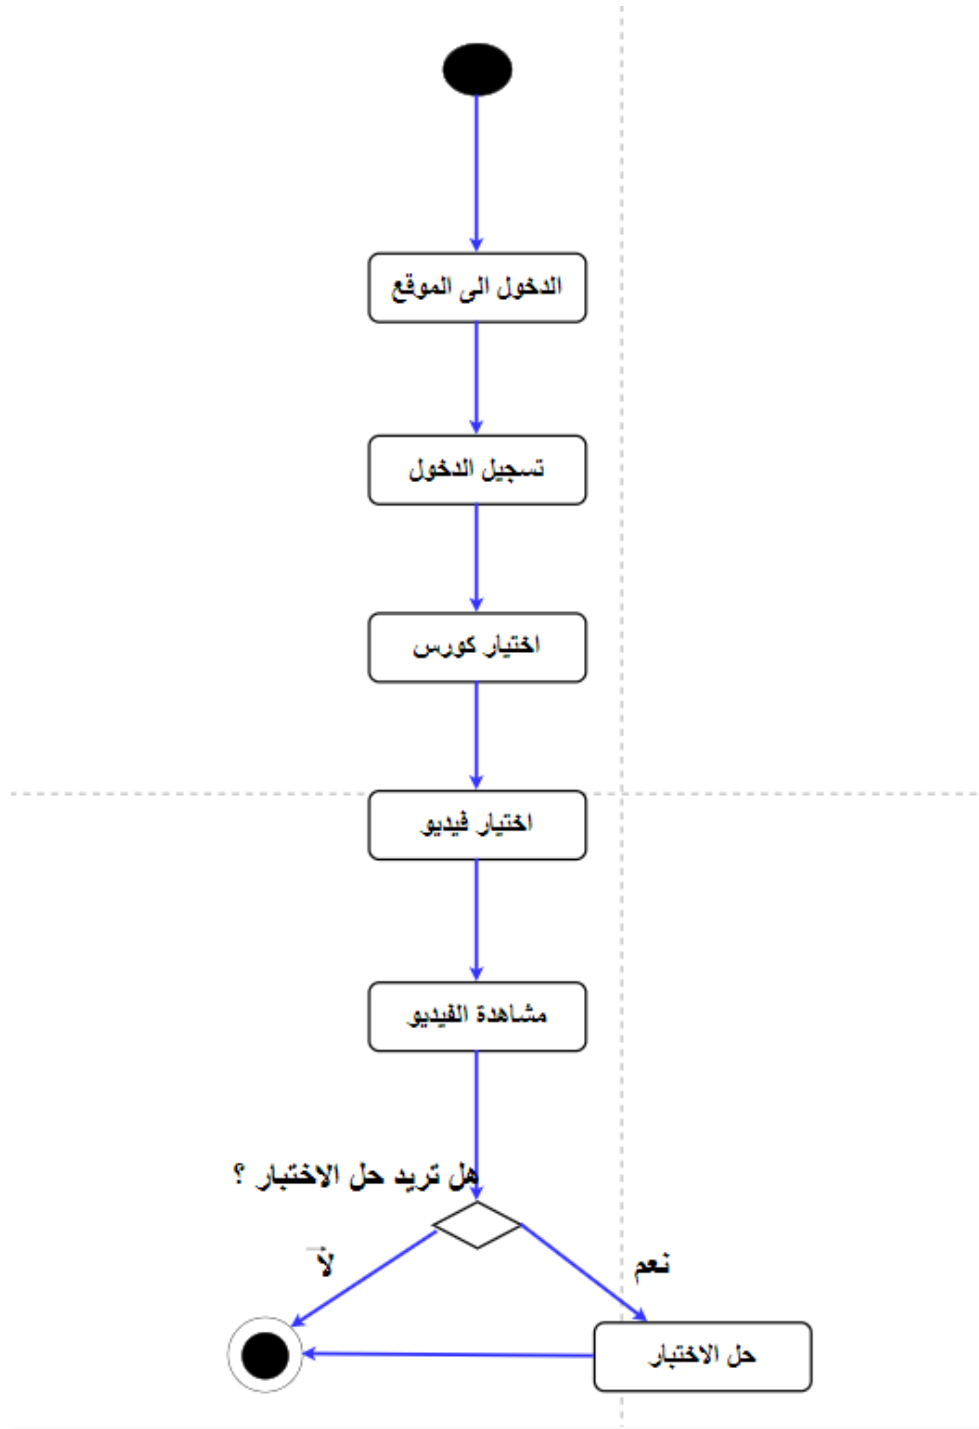 الدخول الى الموقع
تسجيل الدخول
اختيار كورس
اختيار فيديو
مشاهدة الفيديو
هل تريد حل الاختبار ؟
نعم
لا
حل الاختبار